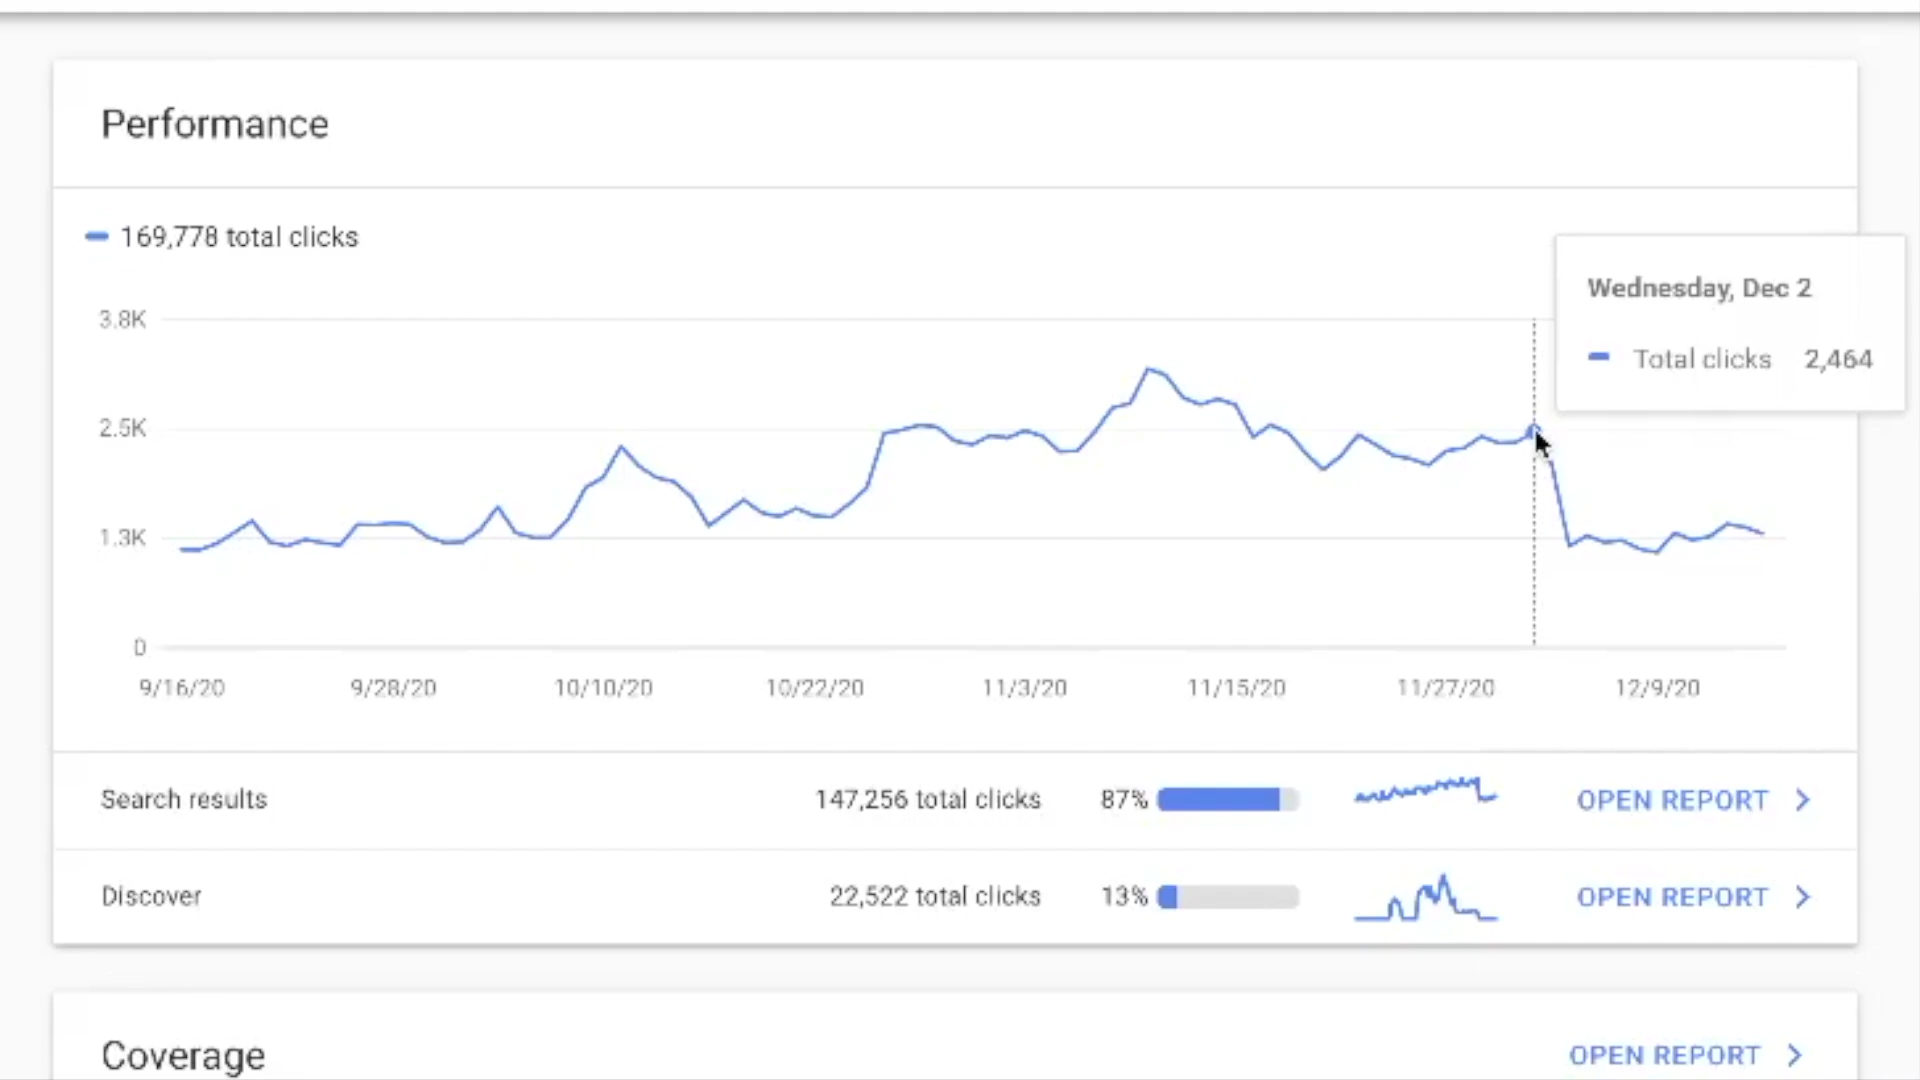 Performance
169,778 total clicks
Wednesday, Dec 2
Total clicks 2,464
3.8K
2.5K
1.3K
0
9/16/20 9/28/20 10/10/20 10/22/20 11/3/20 11/15/20 11/27/20 12/9/20
Search results 147,256 total clicks 87% OPEN REPORT
Discover 22,522 total clicks 13% OPEN REPORT
Coverage OPEN REPORT